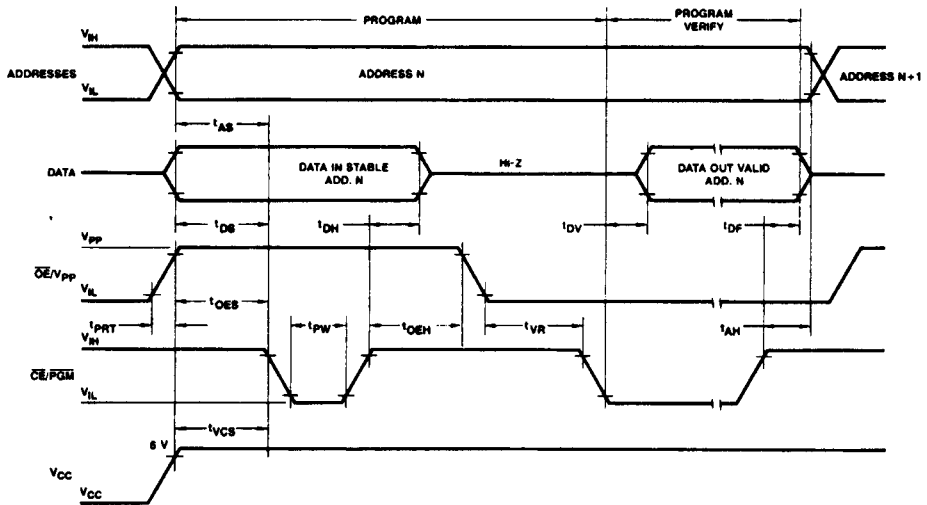 PROGRAM
PROGRAM
VERIFY
VIH
ADDRESSES
ADDRESS N
ADDRESS N+1
VIL
tAS
DATA
DATA IN STABLE
ADD. N
Hi-Z
DATA OUT VALID
ADD. N
tDS
tDH
tDV
tDF
VPP
OE/VPP
VIL
tOES
tPRT
tPW
tOEH
tVR
tAH
VIH
CE/PGM
VIL
tVCS
6 V
VCC
VCC